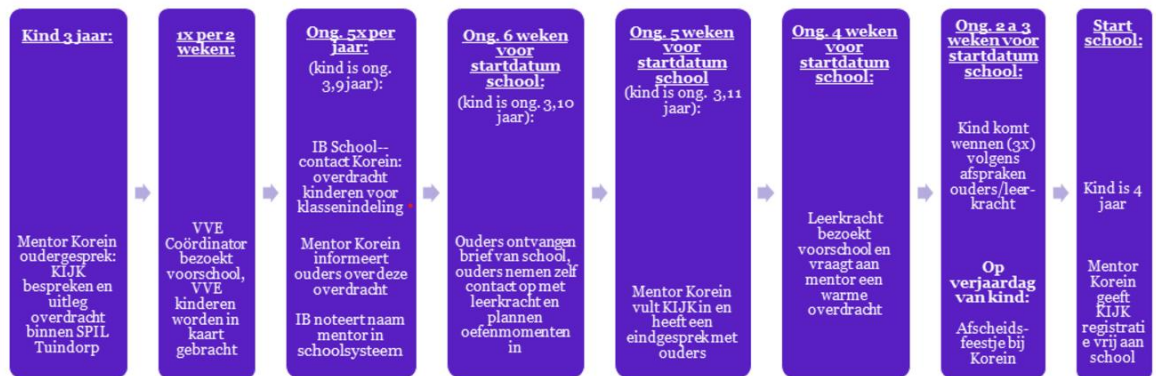 Kind 3 jaar:
Mentor Korein
oudergesprek:
KIJK
bespreken en
uitleg
overdracht
binnen SPIL
Tuindorp
1x per 2
weken:
VVE
Coördinator
bezoekt
voorschool,
VVE
kinderen
worden in
kaart
gebracht
Ong. 5x per
jaar:
(kind is ong.
3,9jaar):
IB School--
contact Korein:
overdracht
kinderen voor
klassenindeling *
Mentor Korein
informeert
ouders over deze
overdracht
IB noteert naam
mentor in
schoolsysteem
Ong. 6 weken
voor
startdatum
school:
(kind is ong. 3,10
jaar):
Ouders ontvangen
brief van school,
ouders nemen zelf
contact op met
leerkracht en
plannen
oefenmomenten
in
Ong. 5 weken
voor
startdatum
school
(kind is ong. 3,11
jaar):
Mentor Korein
vult KIJK in en
heeft een
eindgesprek met
ouders
Ong. 4 weken
voor
startdatum
school:
Leerkracht
bezoekt
voorschool en
vraagt aan
mentor een
warme
overdracht
Ong. 2 a 3
weken voor
startdatum
school:
Kind komt
wennen (3x)
volgens
afspraken
ouders/leer-
kracht
Op
verjaardag
van kind:
Afscheids-
feestje bij
Korein
Start
school:
Kind is 4
jaar
Mentor
Korein
geeft
KIJK
registrati
e vrij aan
school